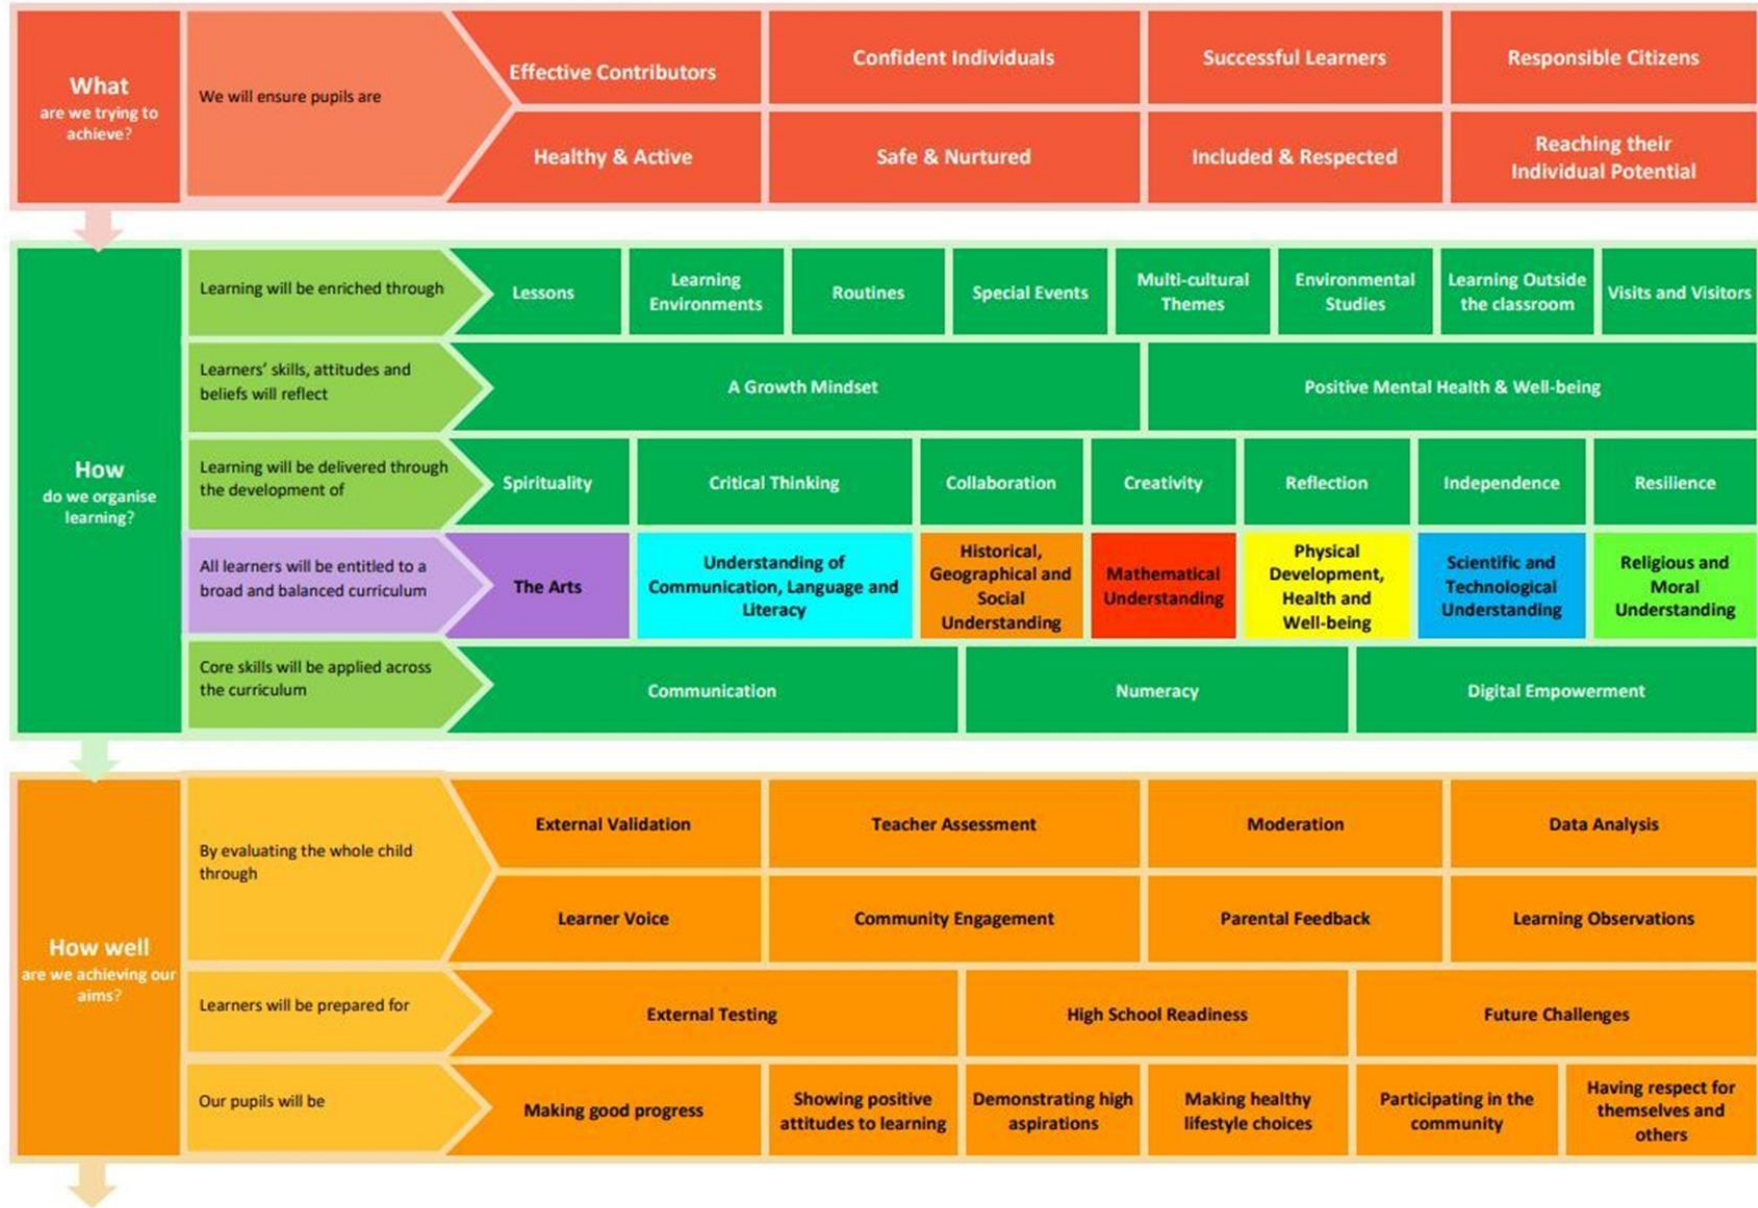 What
are we trying to
achieve?
We will ensure pupils are
Effective Contributors
Confident Individuals
Successful Learners
Responsible Citizens
Healthy & Active
Safe & Nurtured
Included & Respected
Reaching their
Individual Potential
How
do we organise
learning?
Learning will be enriched through
Lessons
Learning
Environments
Routines
Special Events
Multi-cultural
Themes
Environmental
Studies
Learning Outside
the classroom
Visits and Visitors
Learners' skills, attitudes and
beliefs will reflect
A Growth Mindset
Positive Mental Health & Well-being
Learning will be delivered through
the development of
Spirituality
Critical Thinking
Collaboration
Creativity
Reflection
Independence
Resilience
All learners will be entitled to a
broad and balanced curriculum
The Arts
Understanding of
Communication, Language and
Literacy
Historical,
Geographical and
Social
Understanding
Mathematical
Understanding
Physical
Development,
Health and
Well-being
Scientific and
Technological
Understanding
Religious and
Moral
Understanding
Core skills will be applied across
the curriculum
Communication
Numeracy
Digital Empowerment
How well
are we achieving our
aims?
By evaluating the whole child
through
External Validation
Teacher Assessment
Moderation
Data Analysis
Learner Voice
Community Engagement
Parental Feedback
Learning Observations
Learners will be prepared for
External Testing
High School Readiness
Future Challenges
Our pupils will be
Making good progress
Showing positive
attitudes to learning
Demonstrating high
aspirations
Making healthy
lifestyle choices
Participating in the
community
Having respect for
themselves and
others